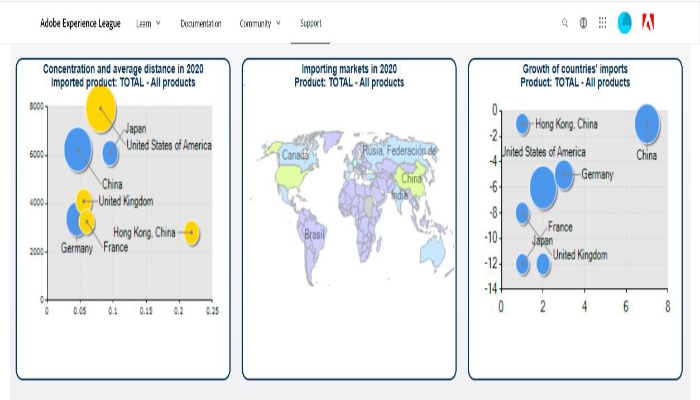 Adobe Experience League
Learn
Documentation
Community
Support
Concentration and average distance in 2020
Imported product: TOTAL - All products
8000
6000
4000
2000
0
0
0.05
0.1
0.15
0.2
0.25
Japan
United States of America
China
United Kingdom
Hong Kong, China
Germany
France
Importing markets in 2020
Product: TOTAL - All products
Canadá
Rusia, Federación de
China
India
Brasil
Growth of countries' imports
Product: TOTAL - All products
0
-2
-4
-6
-8
-10
-12
-14
0
2
4
6
8
Hong Kong, China
China
United States of America
Germany
France
Japan
United Kingdom